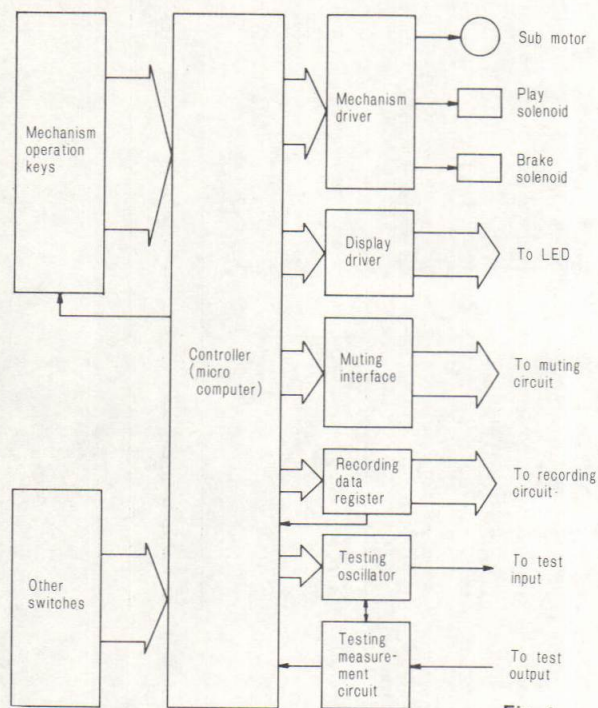 Mechanism
operation
keys
Other
switches
Controller
(micro
computer)
Mechanism
driver
Display
driver
Muting
interface
Recording
data
register
Testing
oscillator
Testing
measure-
ment
circuit
Sub motor
Play
solenoid
Brake
solenoid
To LED
To muting
circuit
To recording
circuit
To test
input
To test
output